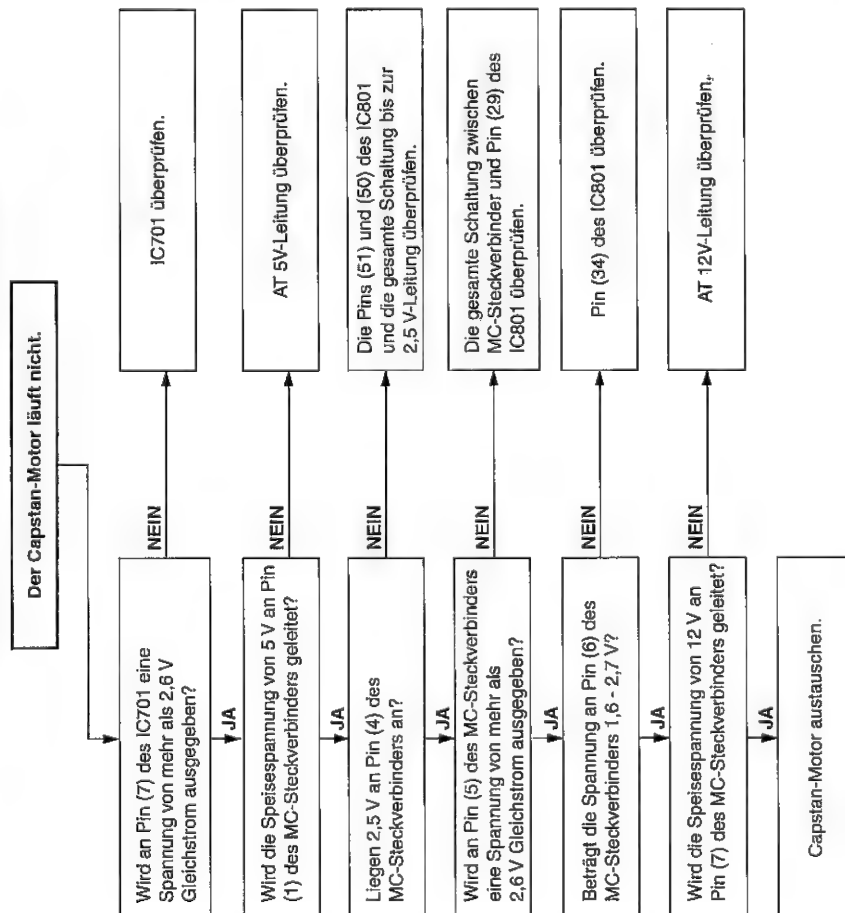 Der Capstan-Motor läuft nicht.
Wird an Pin (7) des IC701 eine
Spannung von mehr als 2,6 V
Gleichstrom ausgegeben?
NEIN
IC701 überprüfen.
JA
Wird die Speisespannung von 5 V an Pin
(1) des MC-Steckverbinders geleitet?
NEIN
AT 5V-Leitung überprüfen.
JA
Liegen 2,5 V an Pin (4) des
MC-Steckverbinders an?
NEIN
Die Pins (51) und (50) des IC801
und die gesamte Schaltung bis zur
2,5 V-Leitung überprüfen.
JA
Wird an Pin (5) des MC-Steckverbinders
eine Spannung von mehr als
2,6 V Gleichstrom ausgegeben?
NEIN
Die gesamte Schaltung zwischen
MC-Steckverbinder und Pin (29) des
IC801 überprüfen.
JA
Beträgt die Spannung an Pin (6) des
MC-Steckverbinders 1,6 - 2,7 V?
NEIN
Pin (34) des IC801 überprüfen.
JA
Wird die Speisespannung von 12 V an
Pin (7) des MC-Steckverbinders geleitet?
NEIN
AT 12V-Leitung überprüfen.
JA
Capstan-Motor austauschen.